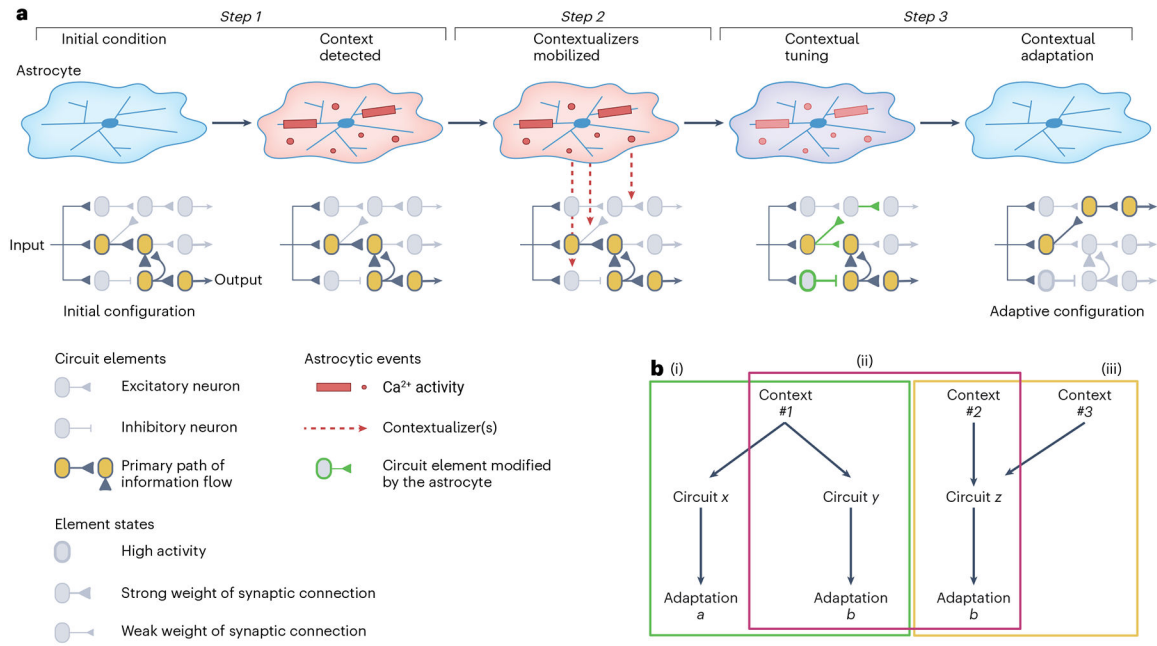 a
Step 1
Step 2
Step 3
Initial condition
Context
detected
Contextualizers
mobilized
Contextual
tuning
Contextual
adaptation
Astrocyte
Input
Output
Initial configuration
Adaptive configuration
Circuit elements
Excitatory neuron
Inhibitory neuron
Primary path of
information flow
Element states
High activity
Strong weight of synaptic connection
Weak weight of synaptic connection
Astrocytic events
Ca²⁺ activity
Contextualizer(s)
Circuit element modified
by the astrocyte
b
(i)
(ii)
(iii)
Context
#1
Context
#2
Context
#3
Circuit x
Circuit y
Circuit z
Adaptation
a
Adaptation
b
Adaptation
b